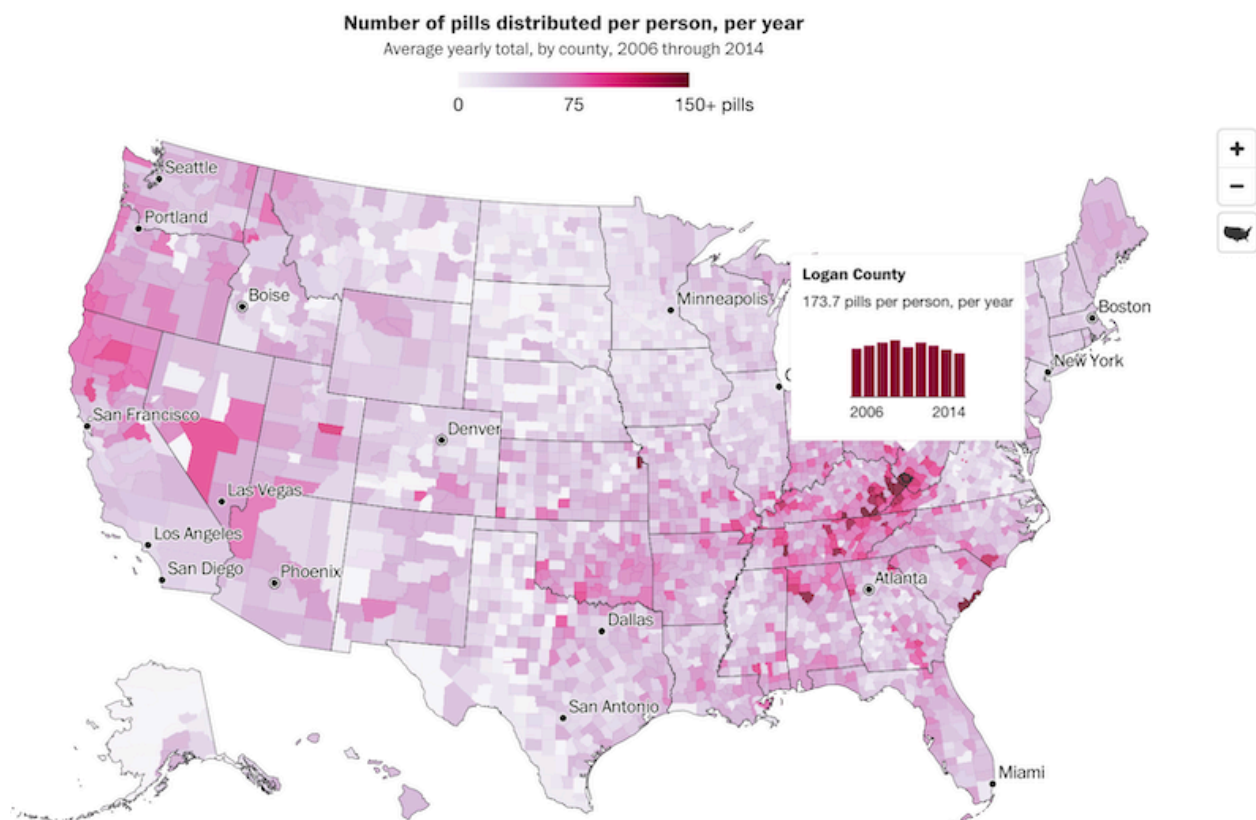 Number of pills distributed per person, per year
Average yearly total, by county, 2006 through 2014
0 75 150+ pills
+
−
Seattle
Portland
Logan County
173.7 pills per person, per year
2006 2014
Boise
Minneapolis
Boston
New York
San Francisco
Denver
Las Vegas
Los Angeles
San Diego
Phoenix
Atlanta
Dallas
San Antonio
Miami